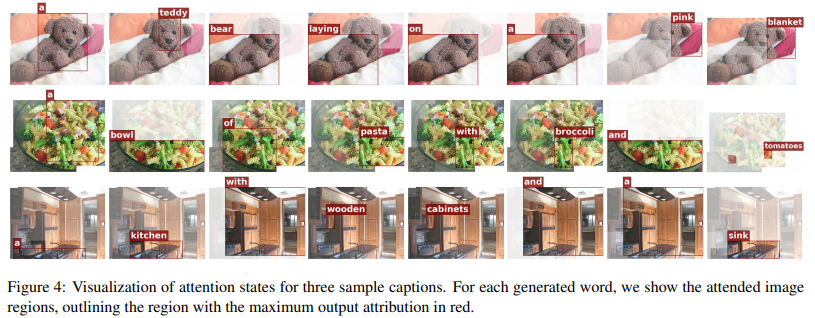 a teddy bear laying on a pink blanket
a bowl of pasta with broccoli and tomatoes
a kitchen with wooden cabinets and a sink
Figure 4: Visualization of attention states for three sample captions. For each generated word, we show the attended image
regions, outlining the region with the maximum output attribution in red.